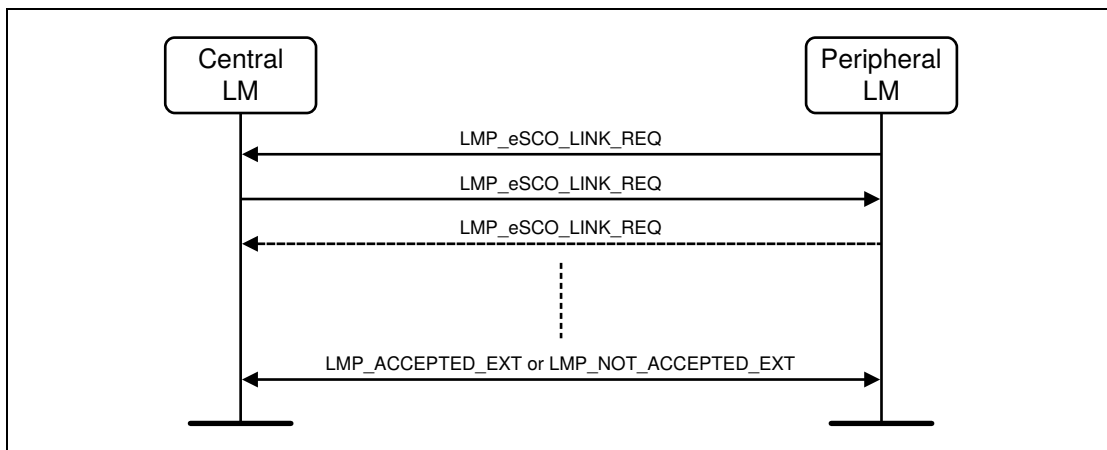 Central
LM
Peripheral
LM
LMP_eSCO_LINK_REQ
LMP_eSCO_LINK_REQ
LMP_eSCO_LINK_REQ
LMP_ACCEPTED_EXT or LMP_NOT_ACCEPTED_EXT